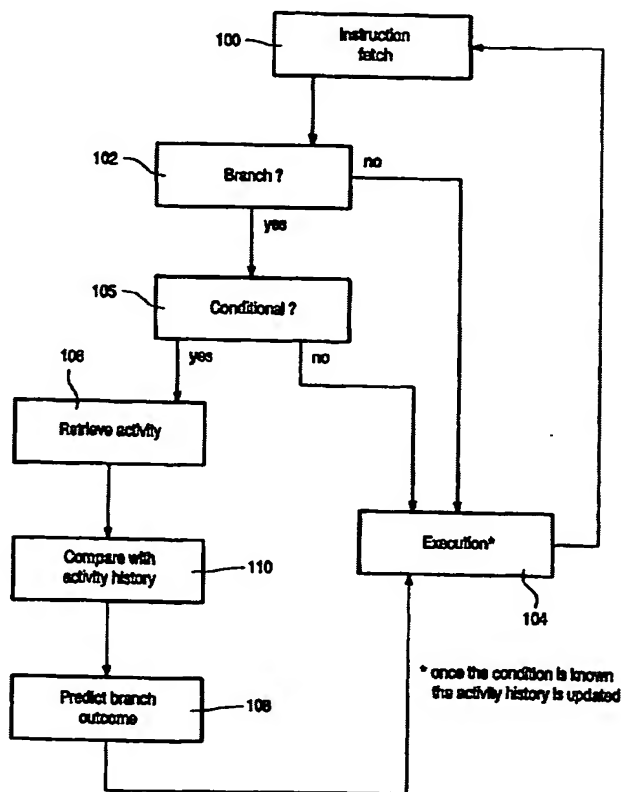 100
Instruction
fetch
102
Branch ?
no
yes
105
Conditional ?
yes
no
108
Retrieve activity
Compare with
activity history
110
Execution*
104
Predict branch
outcome
108
* once the condition is known
the activity history is updated